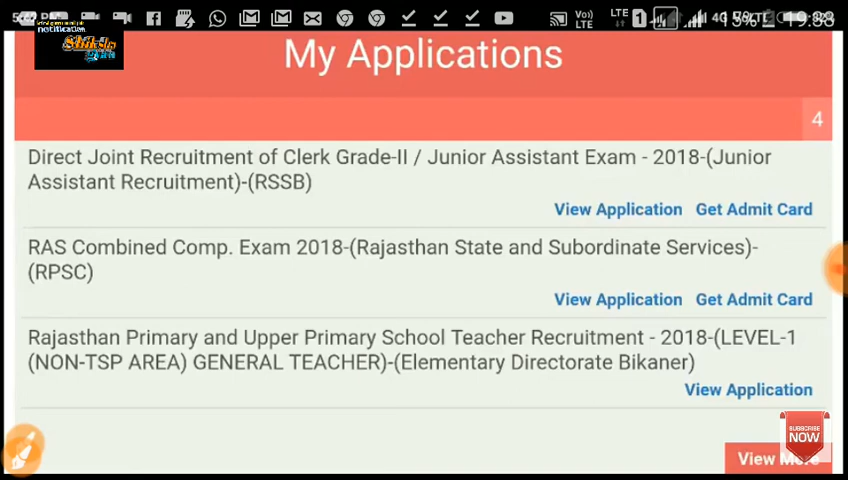 notification
My Applications
4
Direct Joint Recruitment of Clerk Grade-II / Junior Assistant Exam - 2018-(Junior
Assistant Recruitment)-(RSSB)
View Application Get Admit Card
RAS Combined Comp. Exam 2018-(Rajasthan State and Subordinate Services)-
(RPSC)
View Application Get Admit Card
Rajasthan Primary and Upper Primary School Teacher Recruitment - 2018-(LEVEL-1
(NON-TSP AREA) GENERAL TEACHER)-(Elementary Directorate Bikaner)
View Application
SUBSCRIBE
NOW
View More